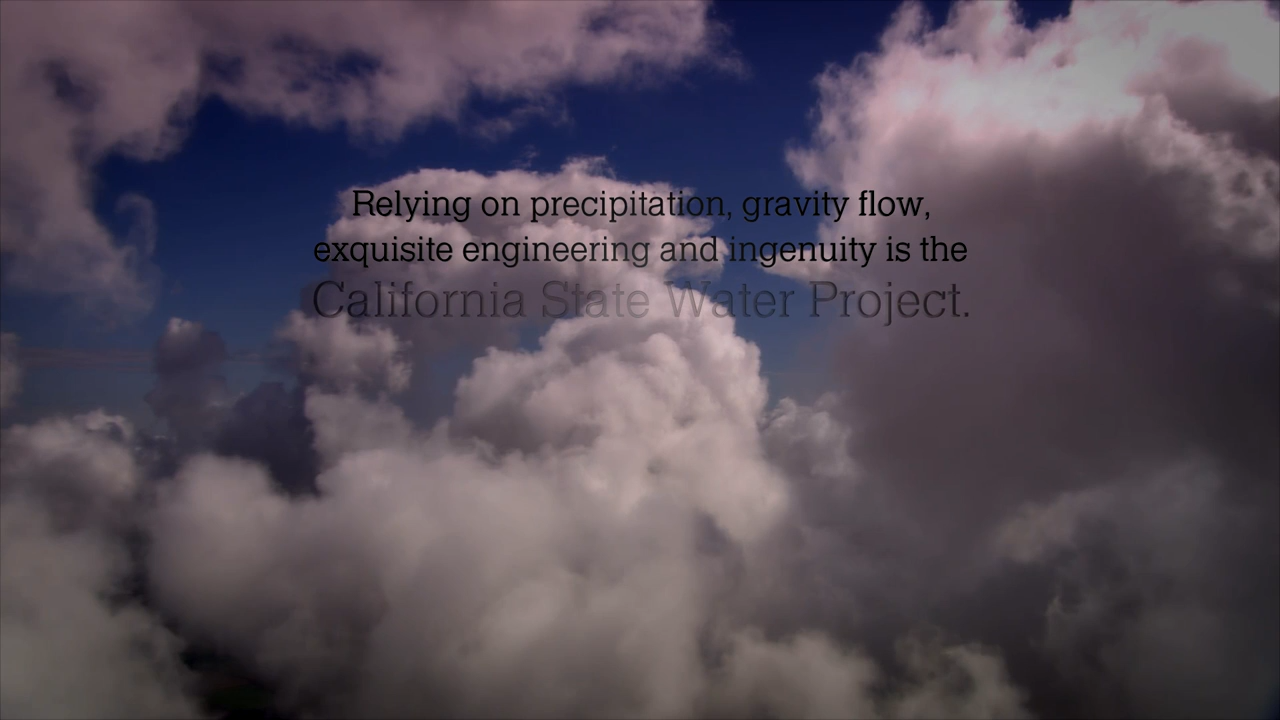 Relying on precipitation, gravity flow,
exquisite engineering and ingenuity is the
California State Water Project.